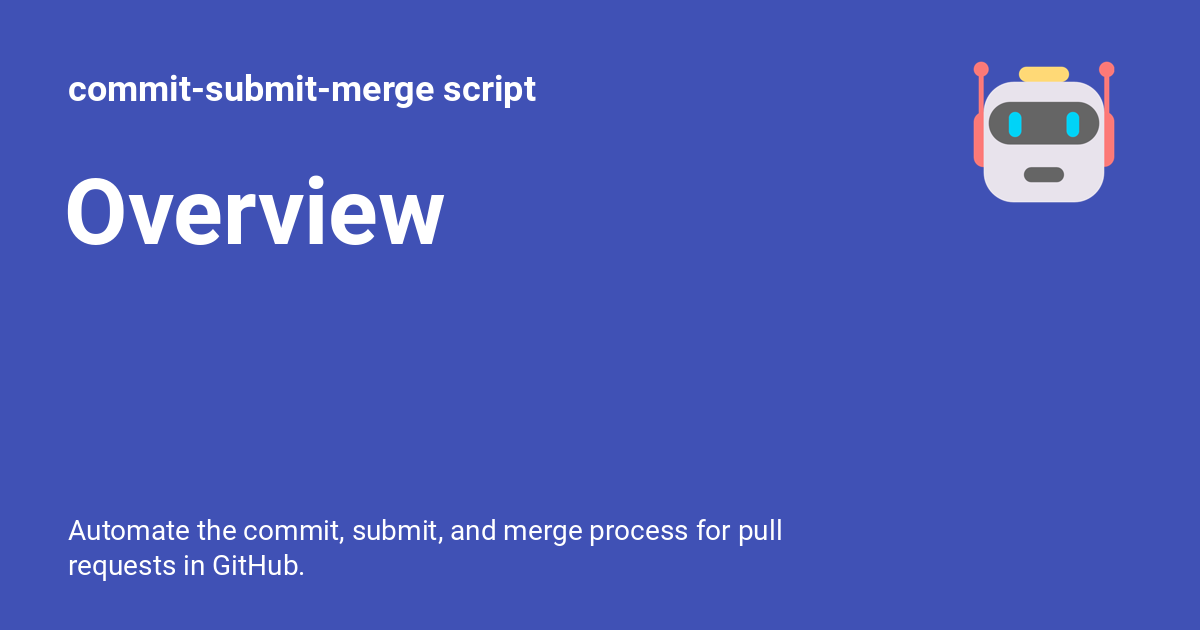 commit-submit-merge script
Overview
Automate the commit, submit, and merge process for pull
requests in GitHub.